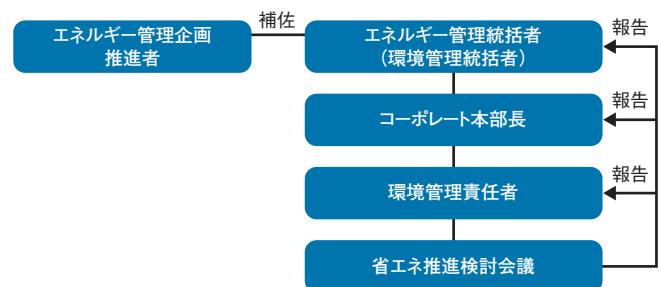 エネルギー管理企画
推進者
補佐
エネルギー管理統括者
（環境管理統括者）
報告
コーポレート本部長
報告
環境管理責任者
報告
省エネ推進検討会議